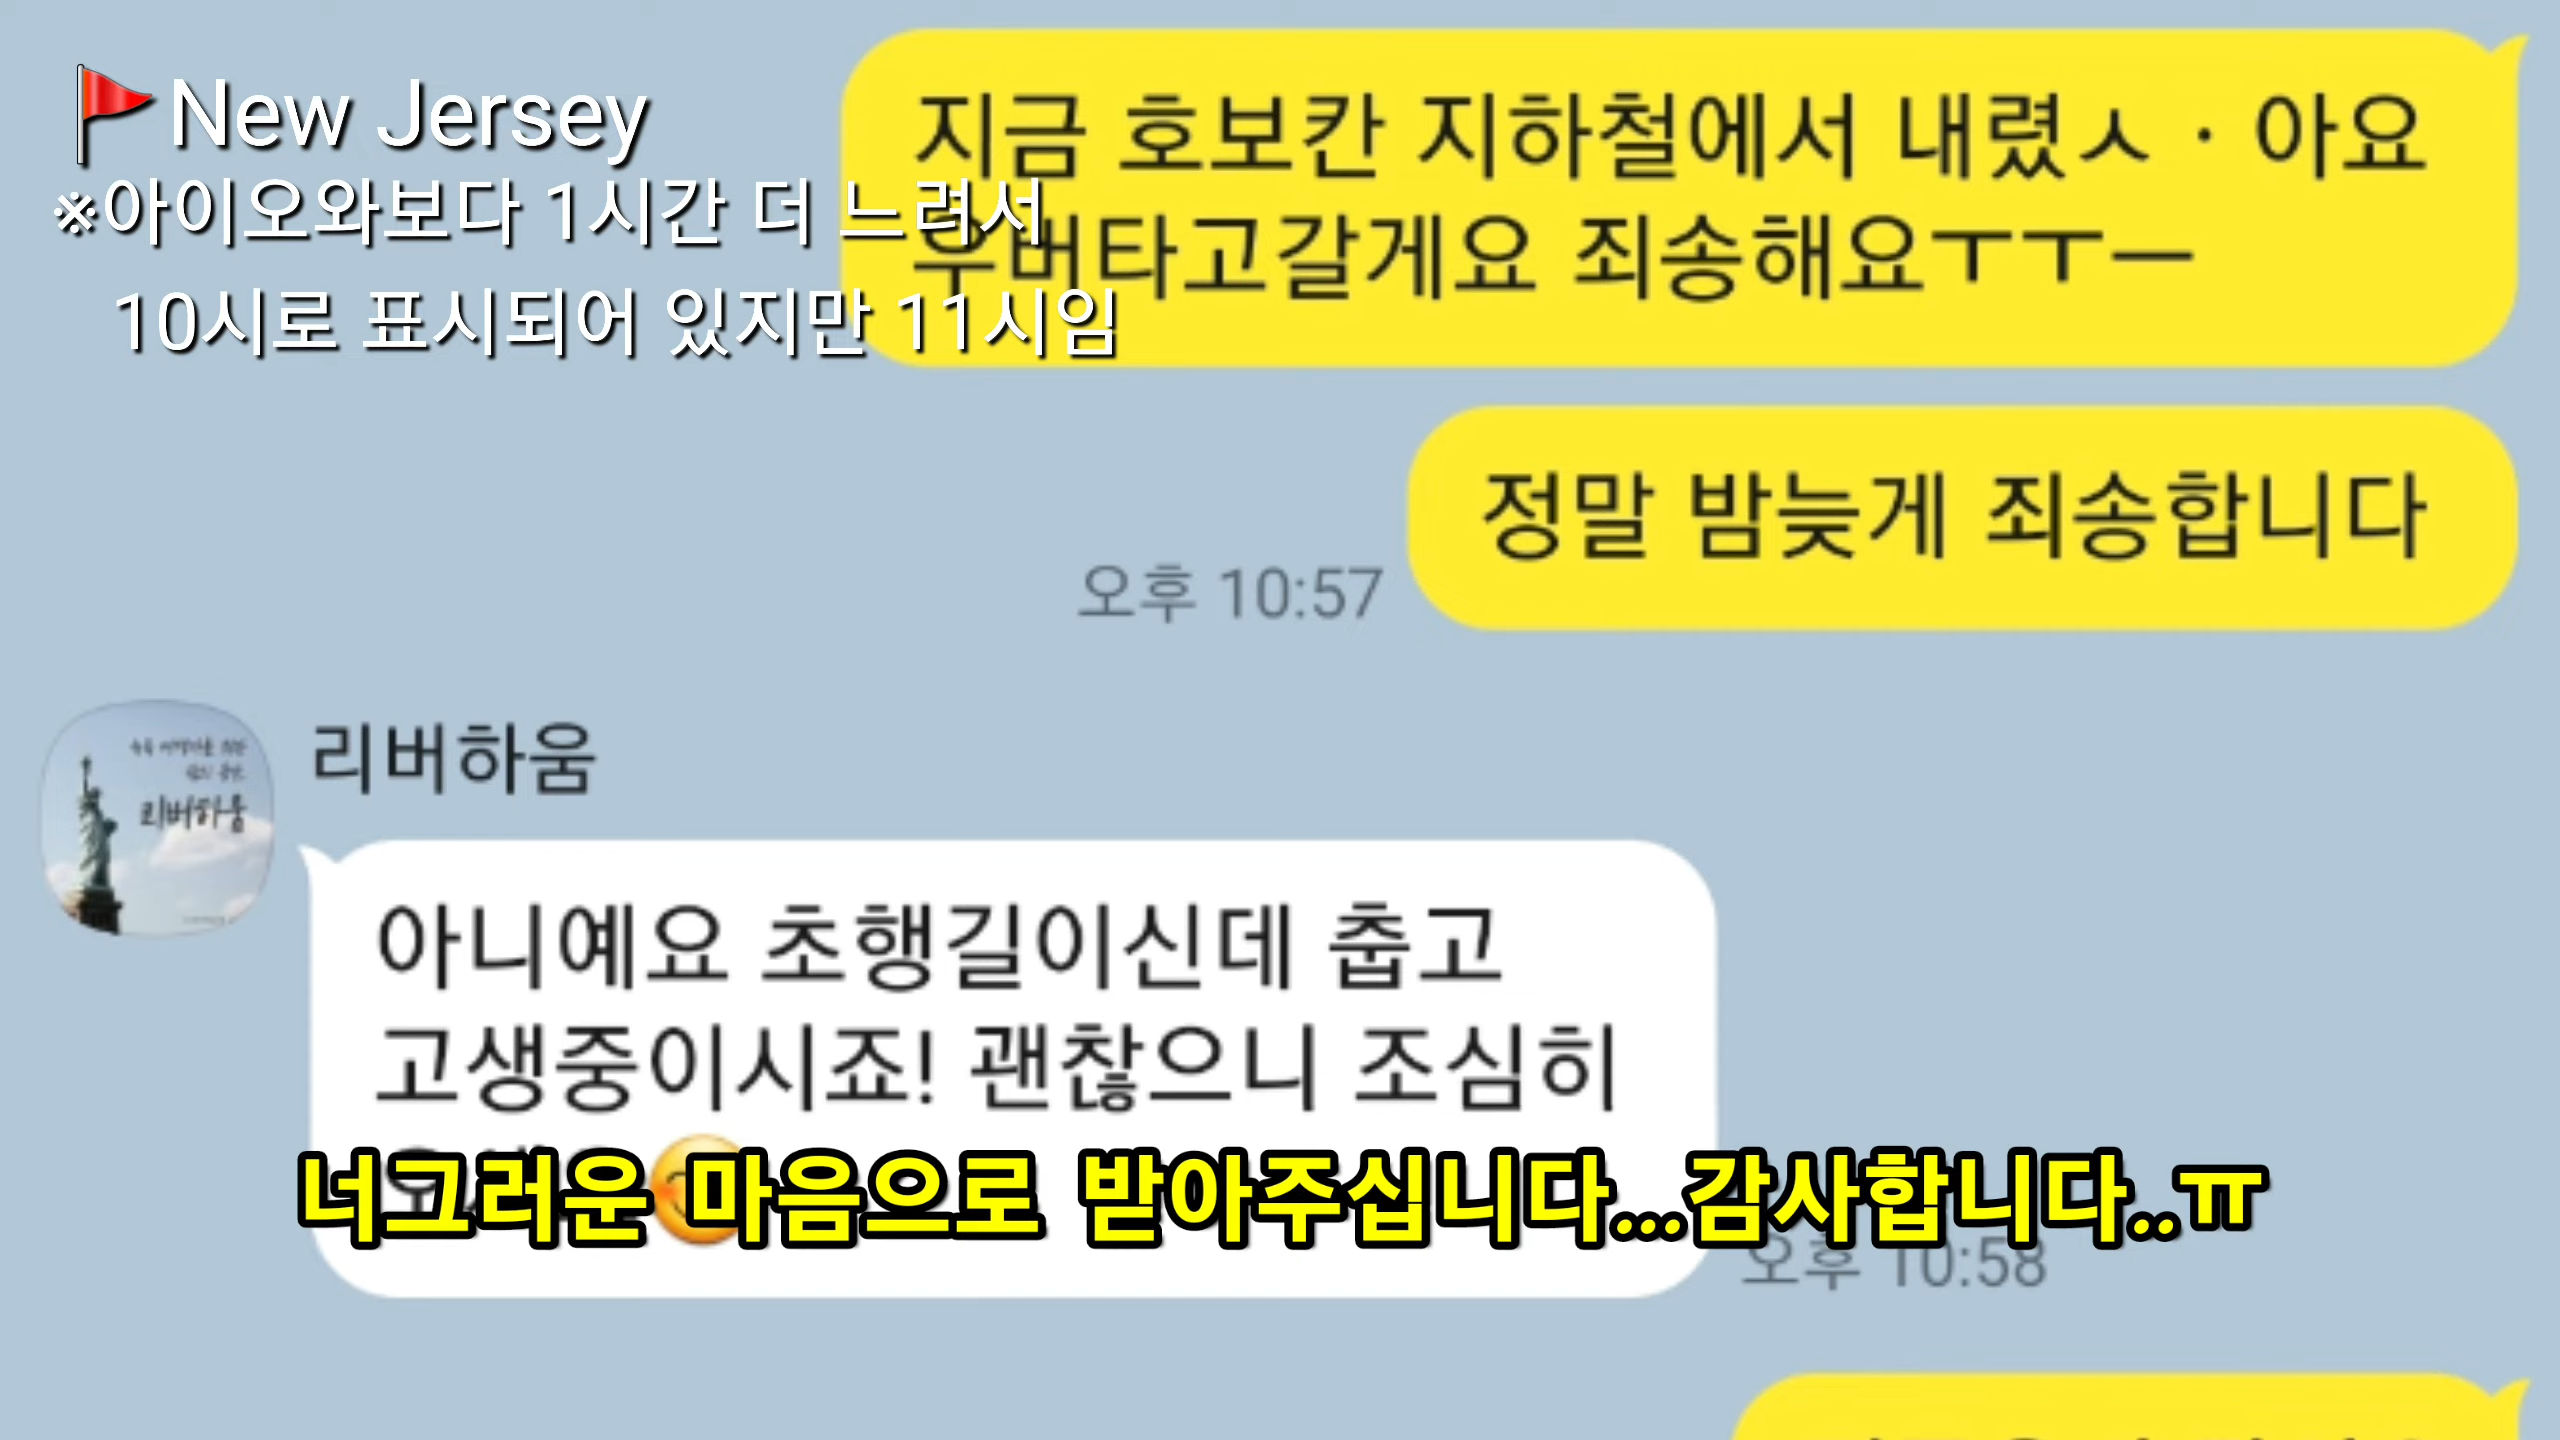 🚩New Jersey
※아이오와보다 1시간 더 느려서
10시로 표시되어 있지만 11시임
지금 호보칸 지하철에서 내렸ㅅㆍ아요
우버타고갈게요 죄송해요ㅜㅜㅡ
정말 밤늦게 죄송합니다
오후 10:57
리버하움
리버하움
아니예요 초행길이신데 춥고
고생중이시죠! 괜찮으니 조심히
너그러운 마음으로 받아주십니다...감사합니다..ㅠ
오후 10:58